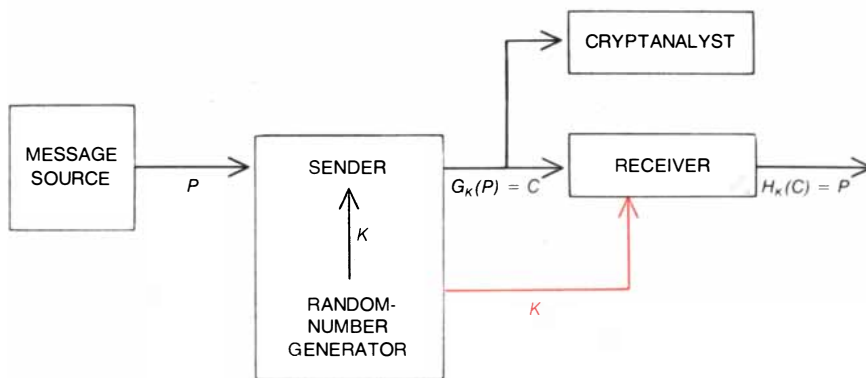 CRYPTANALYST
MESSAGE
SOURCE
P
SENDER
K
RANDOM-
NUMBER
GENERATOR
G_K(P) = C
RECEIVER
H_K(C) = P
K